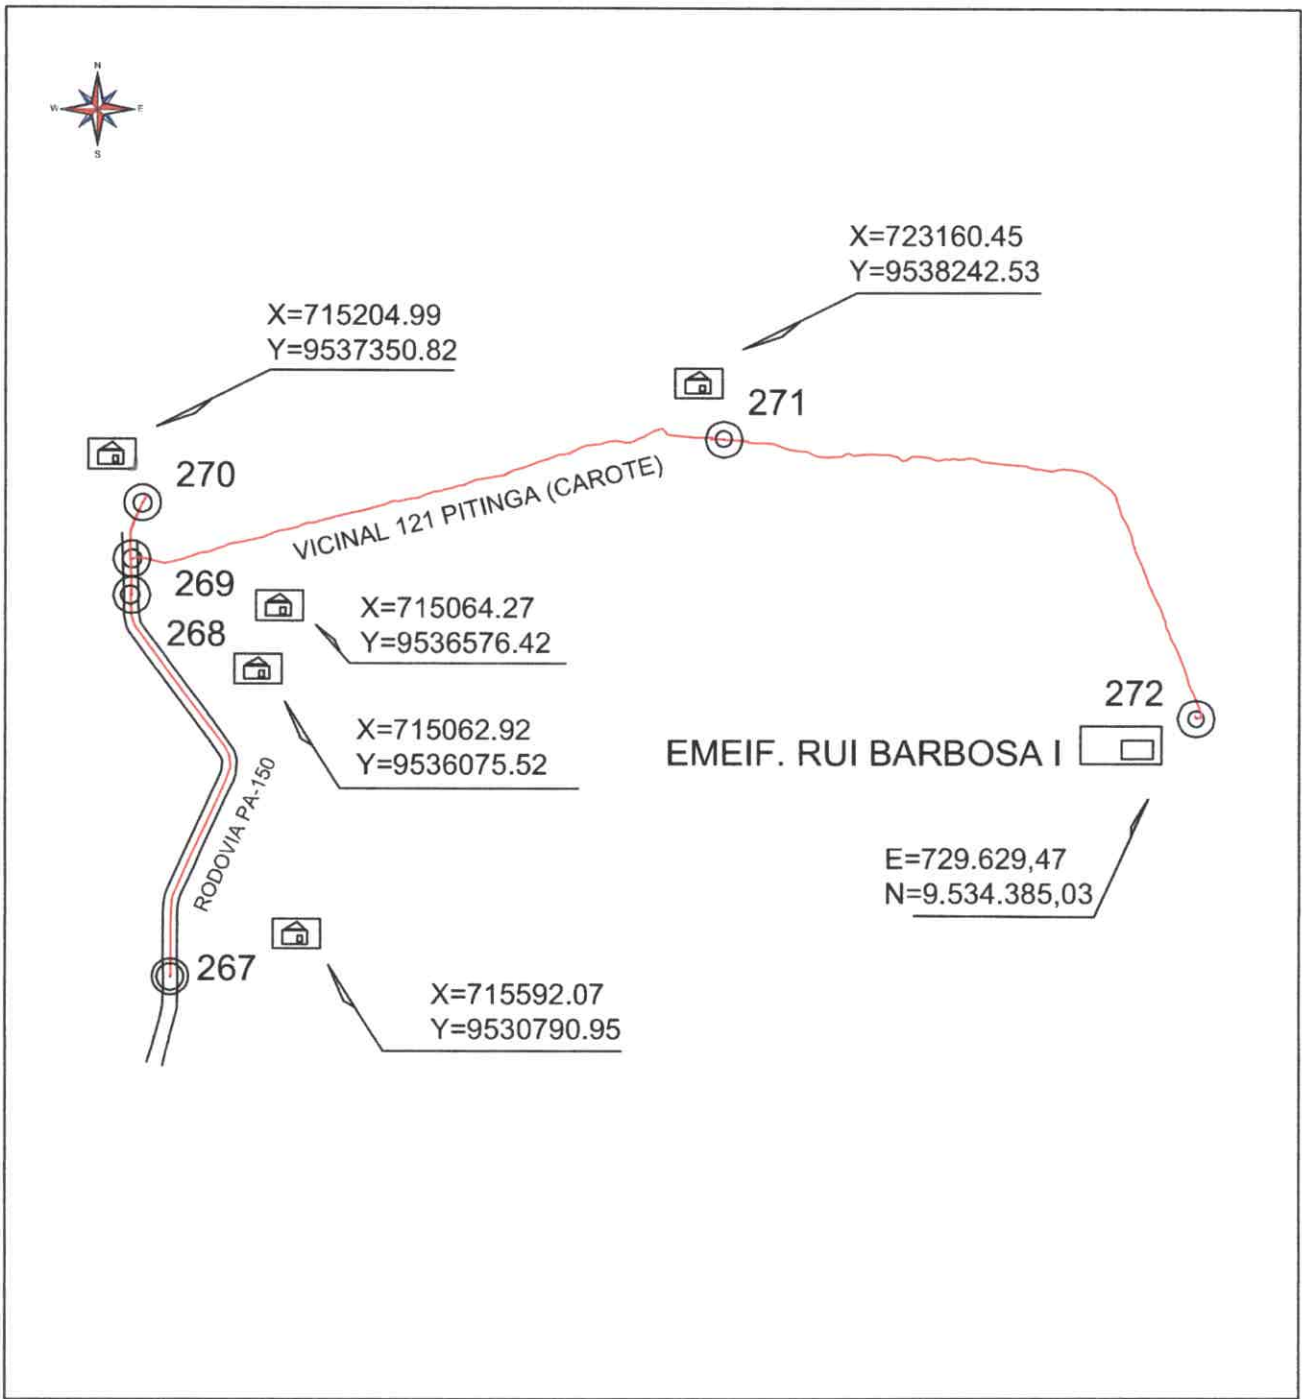 N
W
E
S
X=723160.45
Y=9538242.53
X=715204.99
Y=9537350.82
271
270
VICINAL 121 PITINGA (CAROTE)
269
X=715064.27
Y=9536576.42
268
272
X=715062.92
Y=9536075.52
EMEIF. RUI BARBOSA I
RODOVIA PA-150
E=729.629,47
N=9.534.385,03
267
X=715592.07
Y=9530790.95